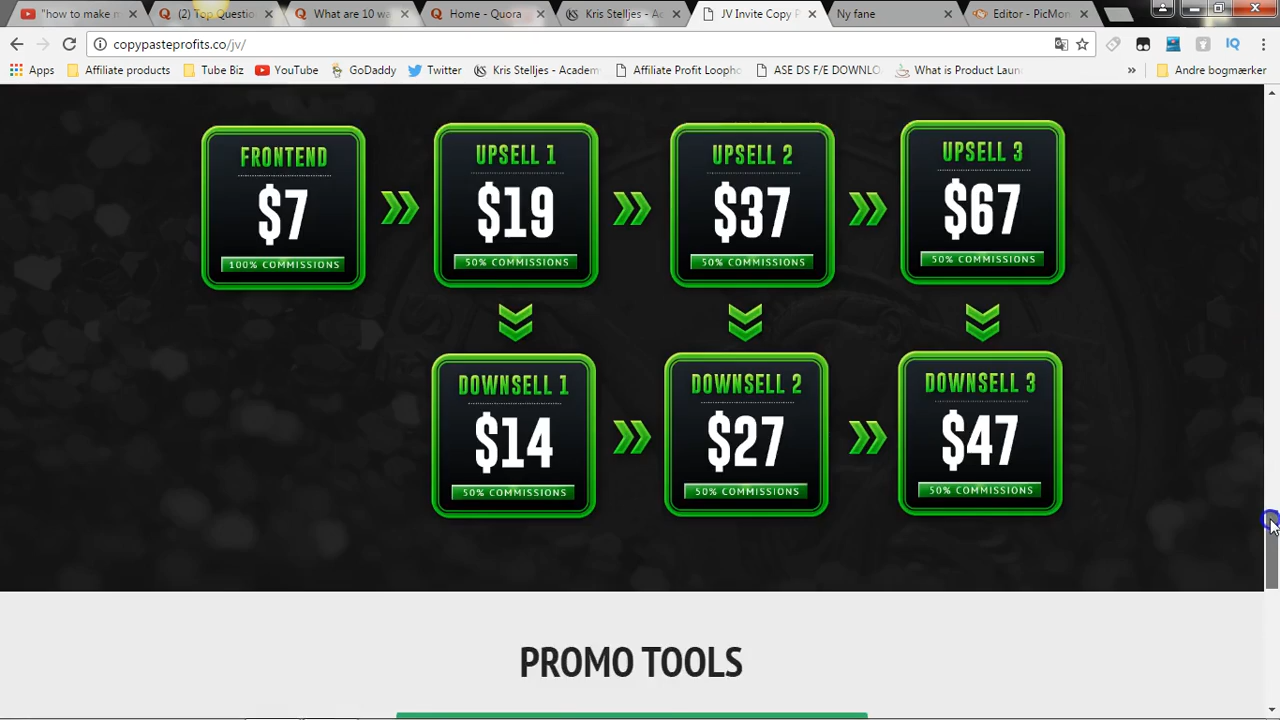 "how to make m
(2) Top Questio
What are 10 wa
Home - Quora
Kris Stelljes - Ac
JV Invite Copy P
Ny fane
Editor - PicMon
copypasteprofits.co/jv/
Apps
Affiliate products
Tube Biz
YouTube
GoDaddy
Twitter
Kris Stelljes - Academ
Affiliate Profit Loopho
ASE DS F/E DOWNLO
What is Product Laun
»
Andre bogmærker
FRONTEND
$7
100% COMMISSIONS
UPSELL 1
$19
50% COMMISSIONS
UPSELL 2
$37
50% COMMISSIONS
UPSELL 3
$67
50% COMMISSIONS
DOWNSELL 1
$14
50% COMMISSIONS
DOWNSELL 2
$27
50% COMMISSIONS
DOWNSELL 3
$47
50% COMMISSIONS
PROMO TOOLS